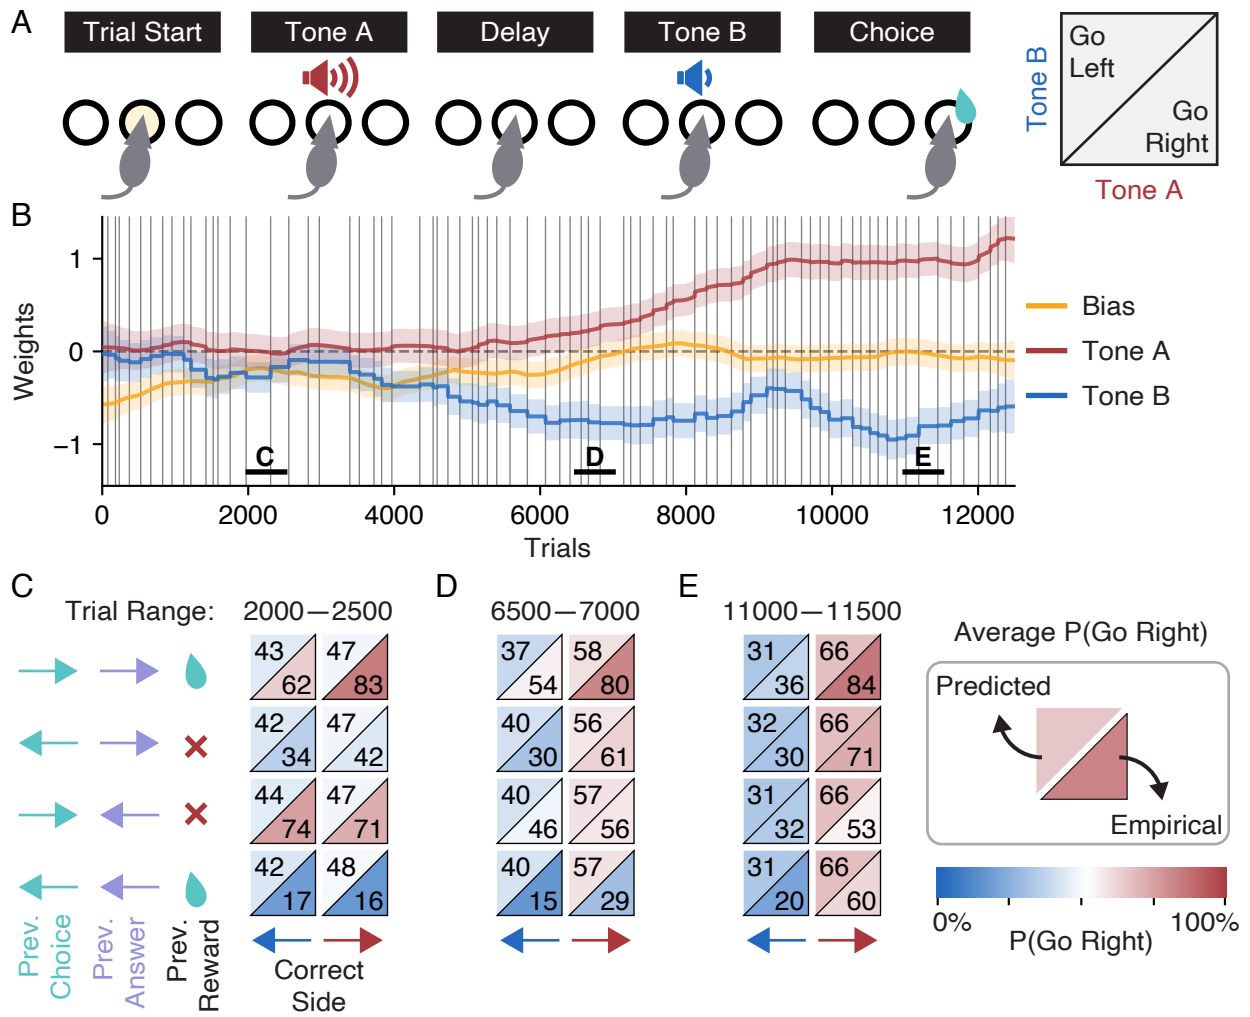 A
Trial Start
Tone A
Delay
Tone B
Choice
Tone B
Go
Left
Go
Right
Tone A
B
Weights
1
0
−1
C
D
E
0
2000
4000
6000
8000
10000
12000
Trials
Bias
Tone A
Tone B
C
D
E
Trial Range:
2000—2500
6500—7000
11000—11500
43 62 47 83
37 54 58 80
31 36 66 84
42 34 47 42
40 30 56 61
32 30 66 71
44 74 47 71
40 46 57 56
31 32 66 53
42 17 48 16
40 15 57 29
31 20 66 60
Prev.
Choice
Prev.
Answer
Prev.
Reward
Correct
Side
Average P(Go Right)
Predicted
Empirical
0%
100%
P(Go Right)